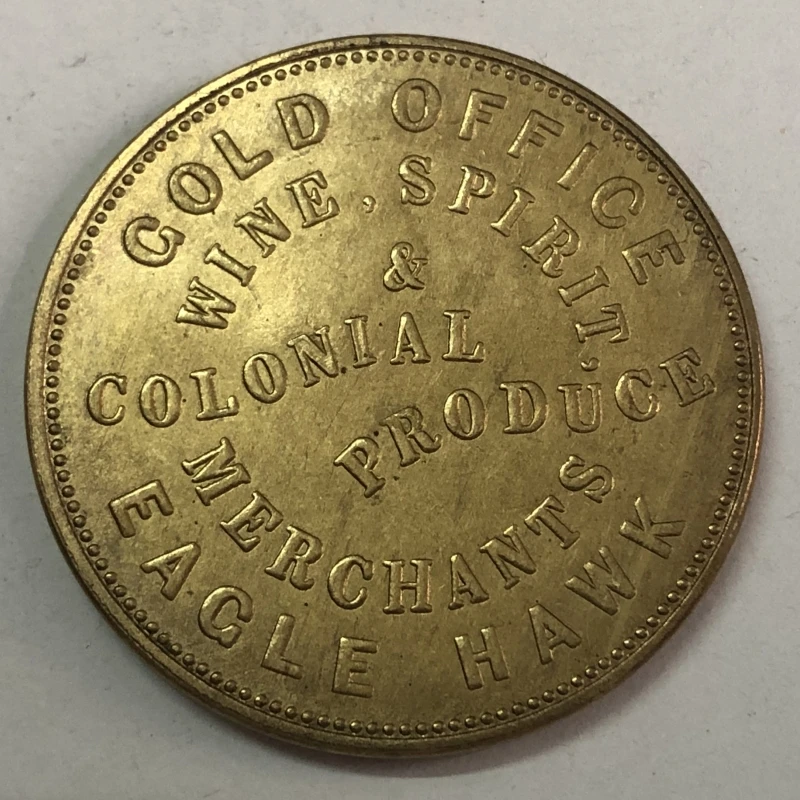 GOLD OFFICE
WINE, SPIRIT,
&
COLONIAL
PRODUCE
MERCHANTS
EAGLE HAWK